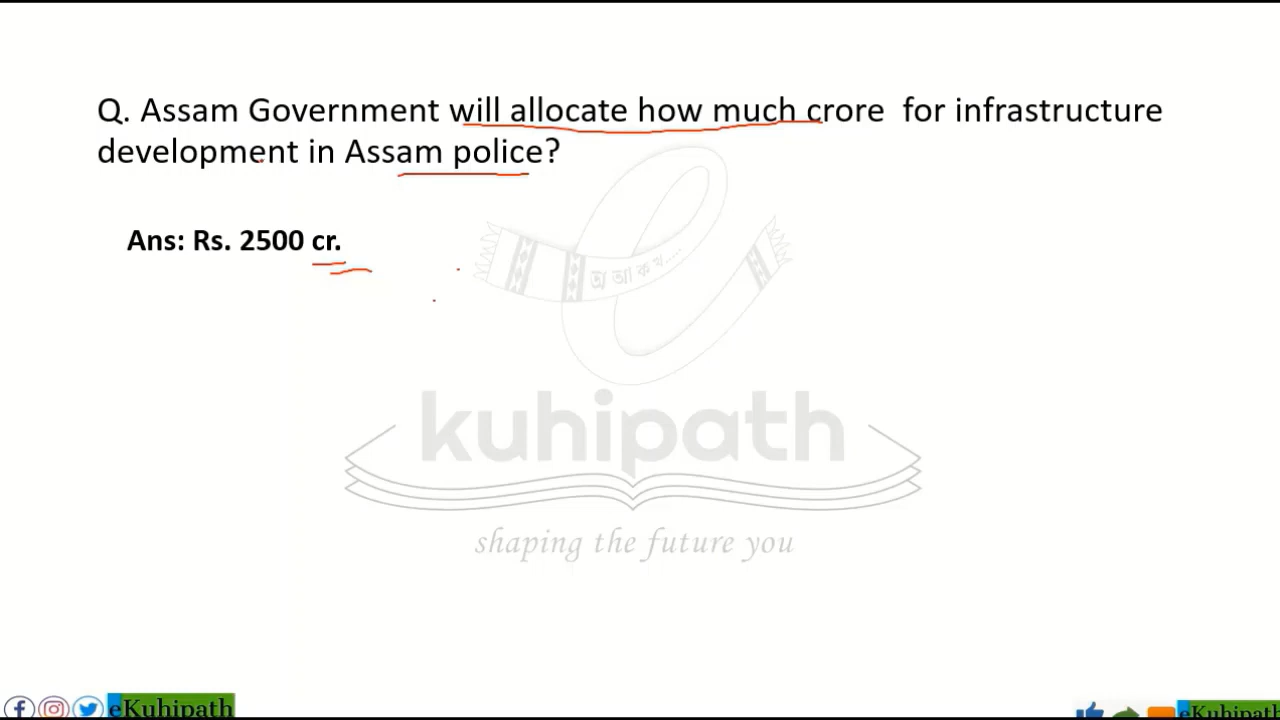 Q. Assam Government will allocate how much crore for infrastructure
development in Assam police?
Ans: Rs. 2500 cr.
অ আ ক খ.....
kuhipath
shaping the future you
eKuhipath
eKuhipath